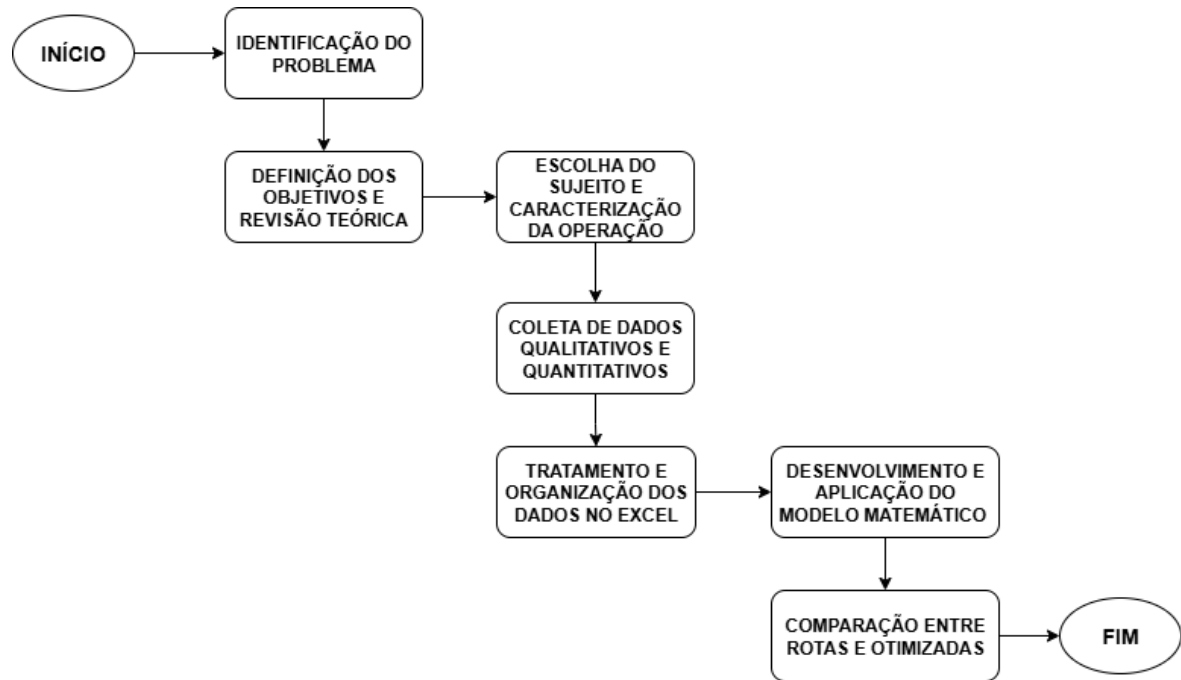 INÍCIO
IDENTIFICAÇÃO DO
PROBLEMA
DEFINIÇÃO DOS
OBJETIVOS E
REVISÃO TEÓRICA
ESCOLHA DO
SUJEITO E
CARACTERIZAÇÃO
DA OPERAÇÃO
COLETA DE DADOS
QUALITATIVOS E
QUANTITATIVOS
TRATAMENTO E
ORGANIZAÇÃO DOS
DADOS NO EXCEL
DESENVOLVIMENTO E
APLICAÇÃO DO
MODELO MATEMÁTICO
COMPARAÇÃO ENTRE
ROTAS E OTIMIZADAS
FIM